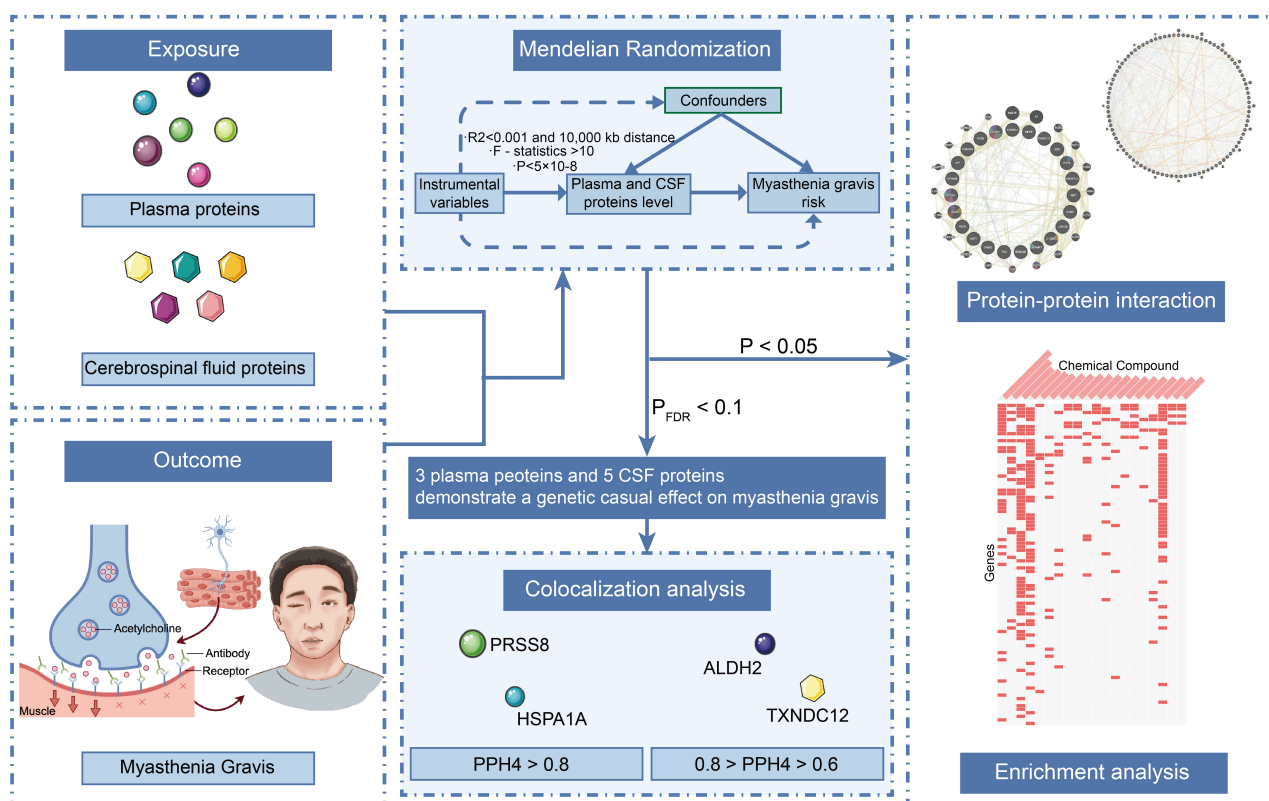 Exposure
Plasma proteins
Cerebrospinal fluid proteins
Outcome
Acetylcholine
Antibody
Receptor
Muscle
Myasthenia Gravis
Mendelian Randomization
Confounders
·R2<0.001 and 10,000 kb distance
·F - statistics >10
·P<5×10-8
Instrumental
variables
Plasma and CSF
proteins level
Myasthenia gravis
risk
P < 0.05
PFDR < 0.1
3 plasma peoteins and 5 CSF proteins
demonstrate a genetic casual effect on myasthenia gravis
Colocalization analysis
PRSS8
ALDH2
HSPA1A
TXNDC12
PPH4 > 0.8
0.8 > PPH4 > 0.6
Protein-protein interaction
Chemical Compound
Genes
Enrichment analysis